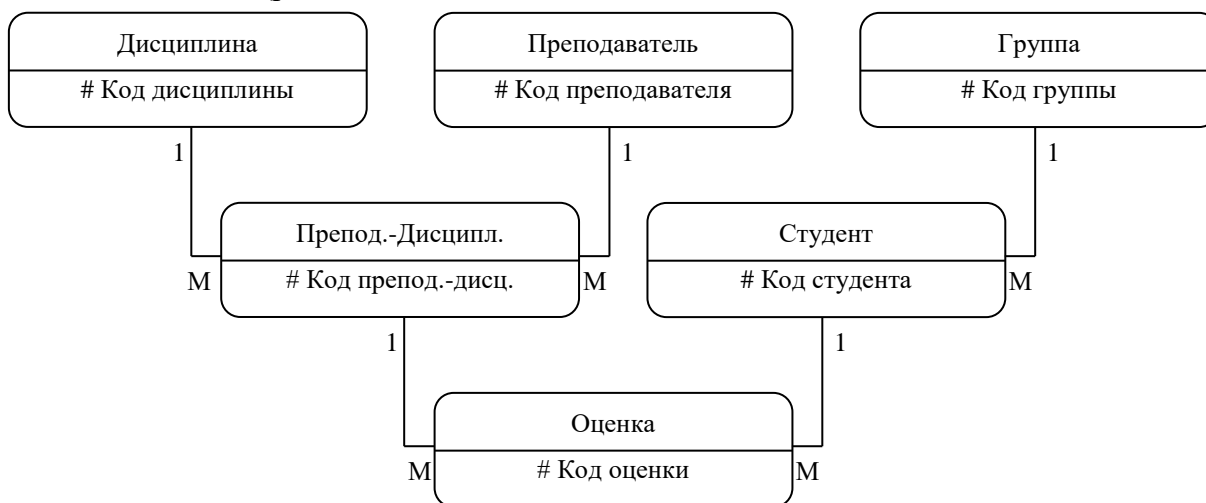 Дисциплина
# Код дисциплины
Преподаватель
# Код преподавателя
Группа
# Код группы
1
1
1
Препод.-Дисципл.
# Код препод.-дисц.
Студент
# Код студента
М
М
М
1
1
Оценка
# Код оценки
М
М